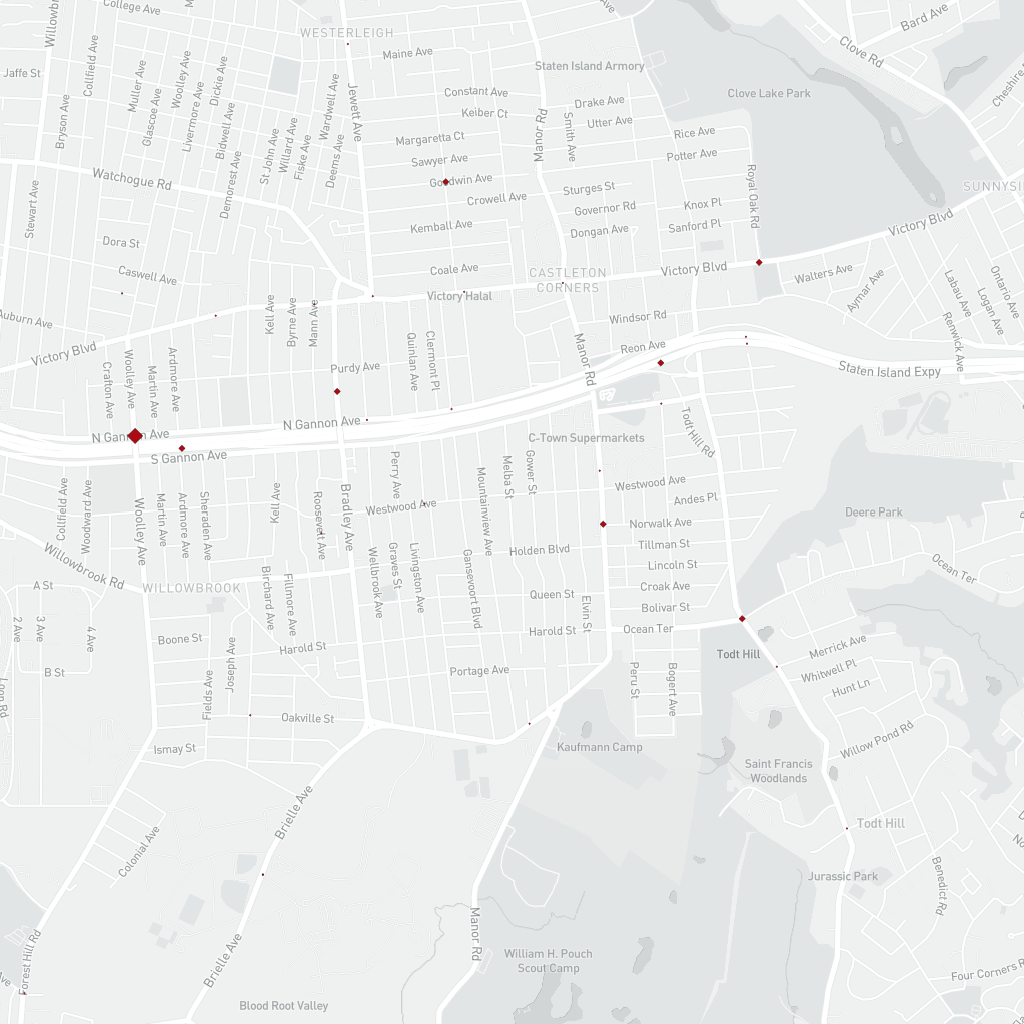 College Ave
Willowbr
Bard Ave
WESTERLEIGH
Clove Rd
Maine Ave
Staten Island Armory
Jaffe St
Collfield Ave
Muller Ave
Woolley Ave
Dickie Ave
Constant Ave
Clove Lake Park
Cheshire
Bryson Ave
Glascoe Ave
Livermore Ave
Bidwell Ave
Wardwell Ave
Jewett Ave
Keiber Ct
Drake Ave
Utter Ave
Smith Ave
Rice Ave
Manor Rd
Margaretta Ct
St John Ave
Willard Ave
Fiske Ave
Deems Ave
Sawyer Ave
Potter Ave
Watchogue Rd
Demorest Ave
Goodwin Ave
Sturges St
Royal Oak Rd
SUNNYSI
Stewart Ave
Crowell Ave
Governor Rd
Knox Pl
Kemball Ave
Dongan Ave
Sanford Pl
Victory Blvd
Dora St
Caswell Ave
Coale Ave
CASTLETON
CORNERS
Victory Blvd
Walters Ave
Aymar Ave
Labau Ave
Ontario Ave
Logan Ave
Victory Halal
Auburn Ave
Kell Ave
Byrne Ave
Mann Ave
Windsor Rd
Renwick Ave
Victory Blvd
Reon Ave
Manor Rd
Clermont Pl
Quinlan Ave
Purdy Ave
Staten Island Expy
Woolley Ave
Crafton Ave
Martin Ave
Ardmore Ave
N Gannon Ave
N Gannon Ave
Todt Hill Rd
S Gannon Ave
C-Town Supermarkets
Perry Ave
Melba St
Gower St
Westwood Ave
Collfield Ave
Woodward Ave
Woolley Ave
Martin Ave
Ardmore Ave
Sheraden Ave
Kell Ave
Roosevelt Ave
Bradley Ave
Westwood Ave
Mountainview Ave
Andes Pl
Deere Park
Norwalk Ave
Willowbrook Rd
Holden Blvd
Tillman St
Lincoln St
Ocean Ter
A St
WILLOWBROOK
Birchard Ave
Fillmore Ave
Wellbrook Ave
Graves St
Livingston Ave
Gansevoort Blvd
Queen St
Elvin St
Croak Ave
Bolivar St
2 Ave
3 Ave
4 Ave
Boone St
Harold St
Harold St
Ocean Ter
Todt Hill
Merrick Ave
Whitwell Pl
Hunt Ln
B St
Joseph Ave
Fields Ave
Portage Ave
Peru St
Bogert Ave
Loop Rd
Oakville St
Ismay St
Kaufmann Camp
Willow Pond Rd
Saint Francis
Woodlands
Brielle Ave
Colonial Ave
Todt Hill
Jurassic Park
Benedict Rd
Forest Hill Rd
Brielle Ave
Manor Rd
William H. Pouch
Scout Camp
Four Corners R
Blood Root Valley